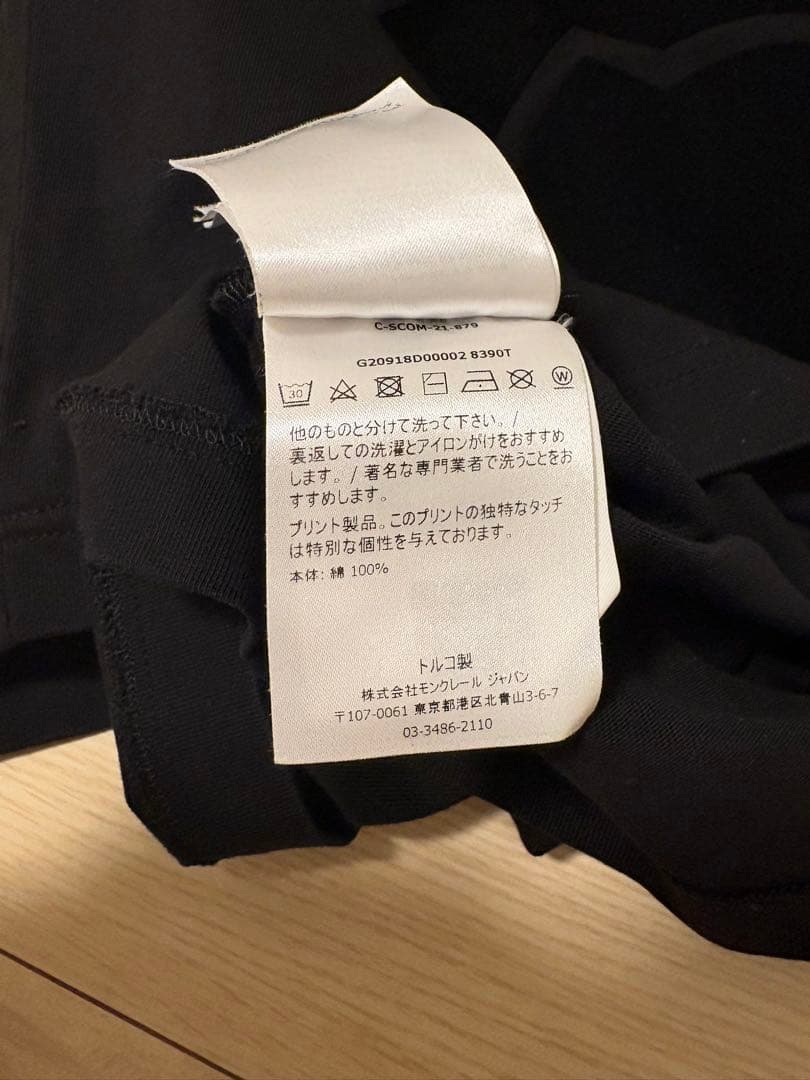 C-SCOM-21-879
G20918D00002 8390T
30
W
他のものと分けて洗って下さい。/
裏返しての洗濯とアイロンがけをおすすめ
します。/ 著名な専門業者で洗うことをお
すすめします。
プリント製品。このプリントの独特なタッチ
は特別な個性を与えております。
本体: 綿 100%
トルコ製
株式会社モンクレール ジャパン
〒107-0061 東京都港区北青山3-6-7
03-3486-2110